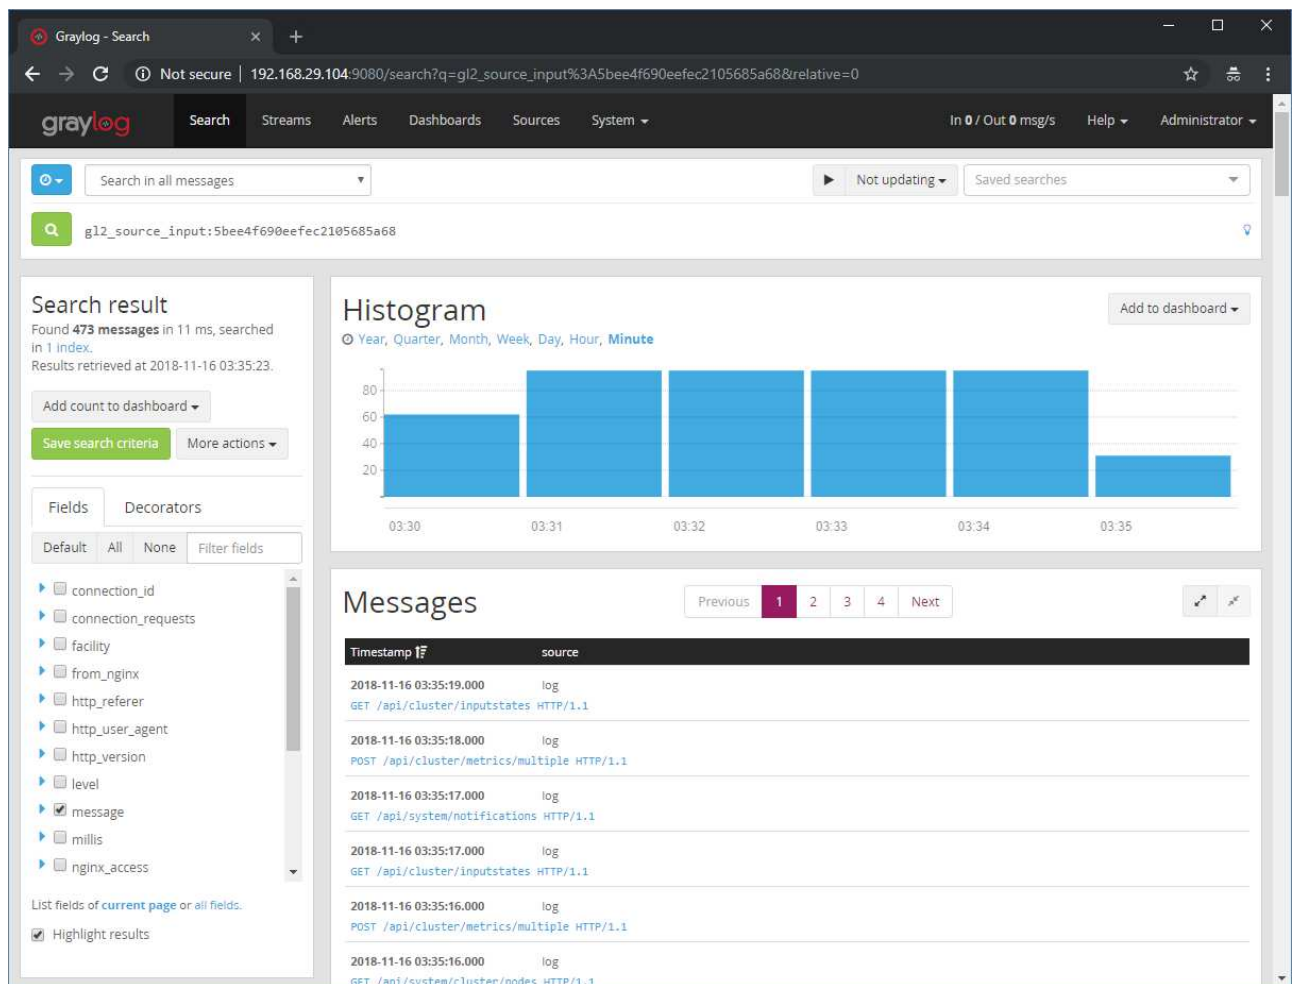 Graylog - Search
Not secure | 192.168.29.104:9080/search?q=gl2_source_input%3A5bee4f690eefec2105685a68&relative=0
graylog Search Streams Alerts Dashboards Sources System In 0 / Out 0 msg/s Help Administrator
Search in all messages Not updating Saved searches
gl2_source_input:5bee4f690eefec2105685a68
Search result
Found 473 messages in 11 ms, searched
in 1 index.
Results retrieved at 2018-11-16 03:35:23.
Add count to dashboard
Save search criteria More actions
Fields Decorators
Default All None Filter fields
connection_id
connection_requests
facility
from_nginx
http_referer
http_user_agent
http_version
level
message
millis
nginx_access
List fields of current page or all fields.
Highlight results
Histogram
Add to dashboard
Year, Quarter, Month, Week, Day, Hour, Minute
80
60
40
20
03:30 03:31 03:32 03:33 03:34 03:35
Messages
Previous 1 2 3 4 Next
Timestamp source
2018-11-16 03:35:19.000 log
GET /api/cluster/inputstates HTTP/1.1
2018-11-16 03:35:18.000 log
POST /api/cluster/metrics/multiple HTTP/1.1
2018-11-16 03:35:17.000 log
GET /api/system/notifications HTTP/1.1
2018-11-16 03:35:17.000 log
GET /api/cluster/inputstates HTTP/1.1
2018-11-16 03:35:16.000 log
POST /api/cluster/metrics/multiple HTTP/1.1
2018-11-16 03:35:16.000 log
GET /api/system/cluster/nodes HTTP/1.1